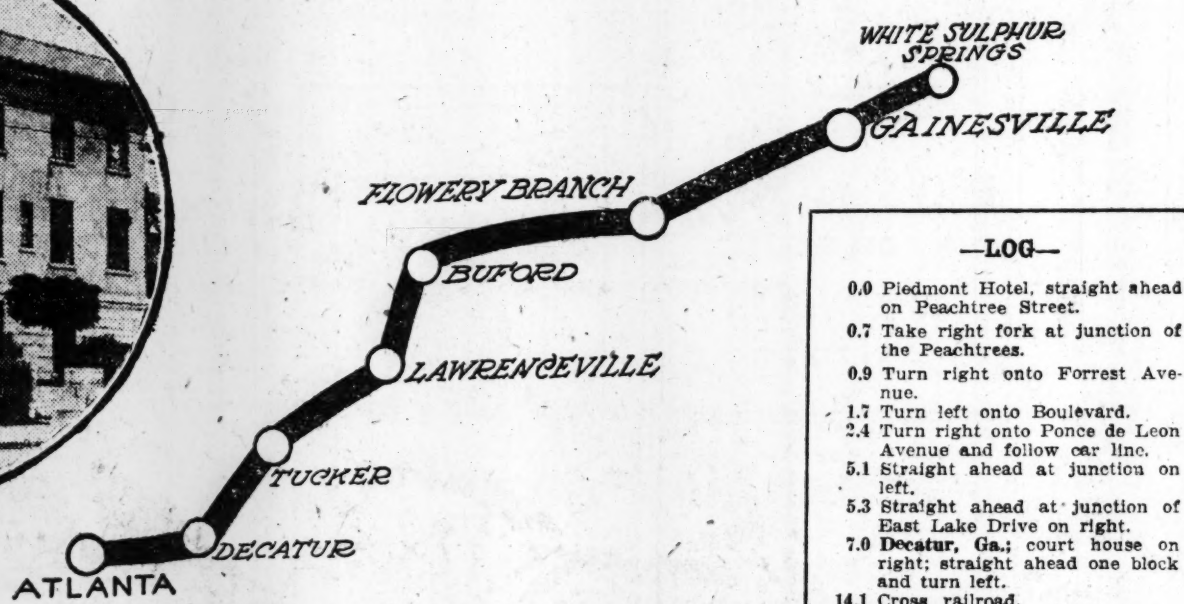 WHITE SULPHUR
SPRINGS
GAINESVILLE
FLOWERY BRANCH
BUFORD
LAWRENCEVILLE
TUCKER
DECATUR
ATLANTA
—LOG—
0.0 Piedmont Hotel, straight ahead
on Peachtree Street.
0.7 Take right fork at junction of
the Peachtrees.
0.9 Turn right onto Forrest Ave-
nue.
1.7 Turn left onto Boulevard.
2.4 Turn right onto Ponce de Leon
Avenue and follow car line.
5.1 Straight ahead at junction on
left.
5.3 Straight ahead at junction of
East Lake Drive on right.
7.0 Decatur, Ga.; court house on
right; straight ahead one block
and turn left.
14.1 Cross railroad.